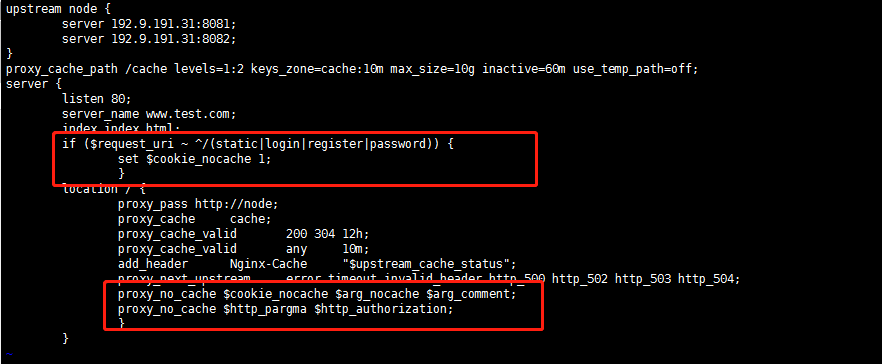 upstream node {
server 192.9.191.31:8081;
server 192.9.191.31:8082;
}
proxy_cache_path /cache levels=1:2 keys_zone=cache:10m max_size=10g inactive=60m use_temp_path=off;
server {
listen 80;
server_name www.test.com;
index index.html;
if ($request_uri ~ ^/(static|login|register|password)) {
set $cookie_nocache 1;
}
location / {
proxy_pass http://node;
proxy_cache cache;
proxy_cache_valid 200 304 12h;
proxy_cache_valid any 10m;
add_header Nginx-Cache "$upstream_cache_status";
proxy_next_upstream error timeout invalid_header http_500 http_502 http_503 http_504;
proxy_no_cache $cookie_nocache $arg_nocache $arg_comment;
proxy_no_cache $http_pargma $http_authorization;
}
}
~